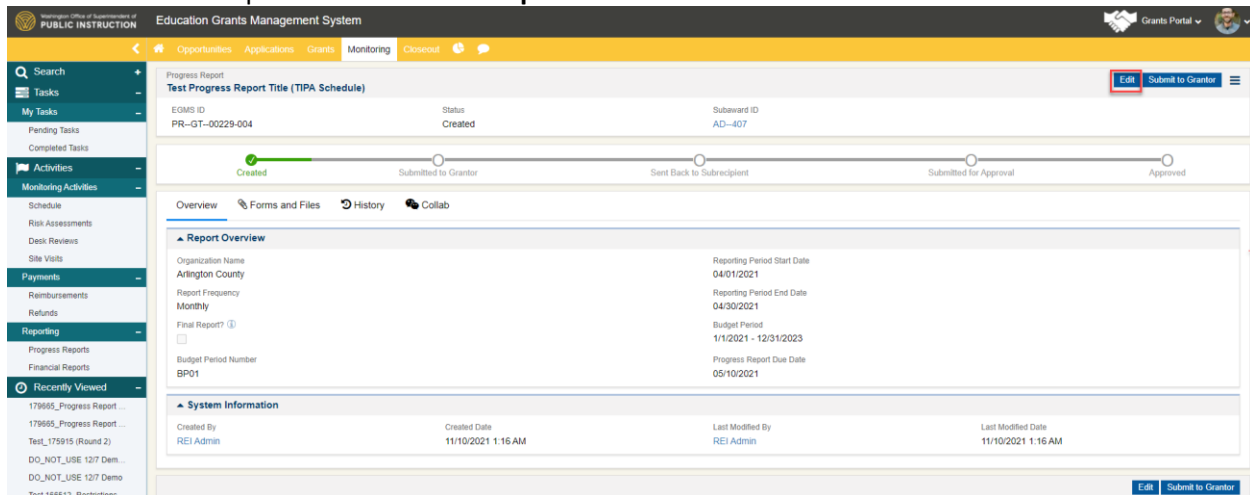 Washington Office of Superintendent of
PUBLIC INSTRUCTION
Education Grants Management System
Grants Portal
Opportunities Applications Grants Monitoring Closeout
Search +
Tasks -
My Tasks -
Pending Tasks
Completed Tasks
Activities -
Monitoring Activities -
Schedule
Risk Assessments
Desk Reviews
Site Visits
Payments -
Reimbursements
Refunds
Reporting -
Progress Reports
Financial Reports
Recently Viewed -
179665_Progress Report ...
179665_Progress Report ...
Test_175915 (Round 2)
DO_NOT_USE 12/7 Dem...
DO_NOT_USE 12/7 Demo
Progress Report
Test Progress Report Title (TIPA Schedule)
Edit Submit to Grantor
EGMS ID Status Subaward ID
PR--GT--00229-004 Created AD--407
Created Submitted to Grantor Sent Back to Subrecipient Submitted for Approval Approved
Overview Forms and Files History Collab
Report Overview
Organization Name Reporting Period Start Date
Arlington County 04/01/2021
Report Frequency Reporting Period End Date
Monthly 04/30/2021
Final Report? Budget Period
1/1/2021 - 12/31/2023
Budget Period Number Progress Report Due Date
BP01 05/10/2021
System Information
Created By Created Date Last Modified By Last Modified Date
REI Admin 11/10/2021 1:16 AM REI Admin 11/10/2021 1:16 AM
Edit Submit to Grantor